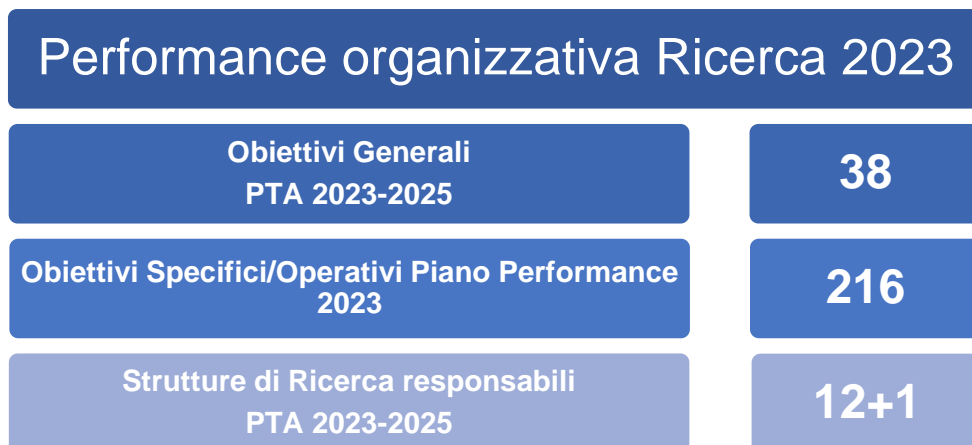 Performance organizzativa Ricerca 2023
Obiettivi Generali
PTA 2023-2025
38
Obiettivi Specifici/Operativi Piano Performance
2023
216
Strutture di Ricerca responsabili
PTA 2023-2025
12+1